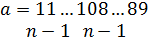 a = 11 ... 108 ... 89
n − 1   n − 1